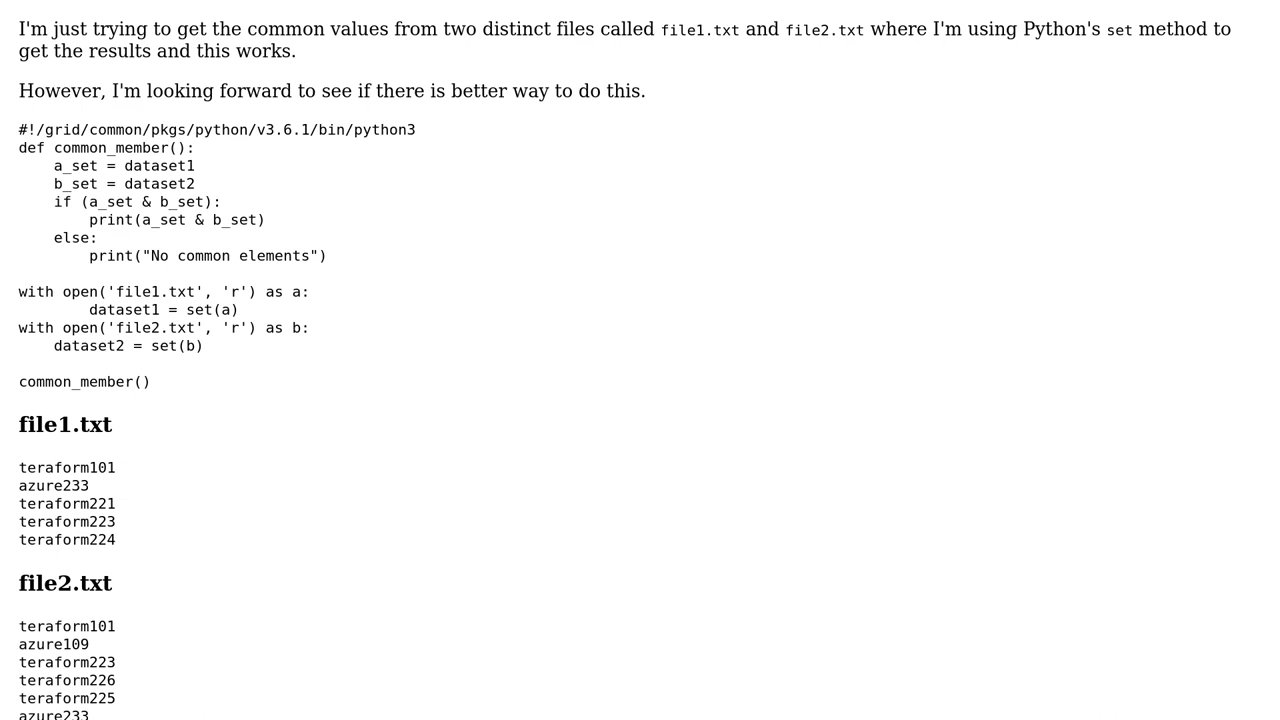 I'm just trying to get the common values from two distinct files called file1.txt and file2.txt where I'm using Python's set method to
get the results and this works.
However, I'm looking forward to see if there is better way to do this.
#!/grid/common/pkgs/python/v3.6.1/bin/python3
def common_member():
    a_set = dataset1
    b_set = dataset2
    if (a_set & b_set):
        print(a_set & b_set)
    else:
        print("No common elements")
with open('file1.txt', 'r') as a:
        dataset1 = set(a)
with open('file2.txt', 'r') as b:
    dataset2 = set(b)
common_member()
file1.txt
teraform101
azure233
teraform221
teraform223
teraform224
file2.txt
teraform101
azure109
teraform223
teraform226
teraform225
azure233